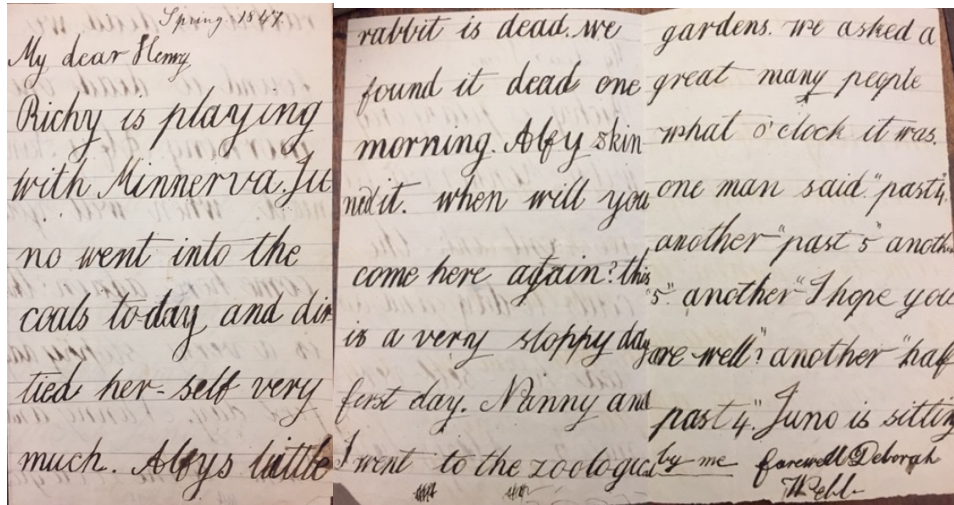 Spring 1847.
My dear Henry
Richy is playing
with Minnerva. Ju
no went into the
coals to day and dir
tied her-self very
much. Alfys little
rabbit is dead. we
found it dead one
morning. Alfy skin
ned it. when will you
come here again? this
is a very sloppy day
first day. Nanny and
I went to the zoological
gardens. we asked a
great many people
what o'clock it was.
one man said "past 4,
another "past 5" another
"5" another "I hope you
are well? another "half
past 4." Juno is sitting
by me farewell Deborah
Webb